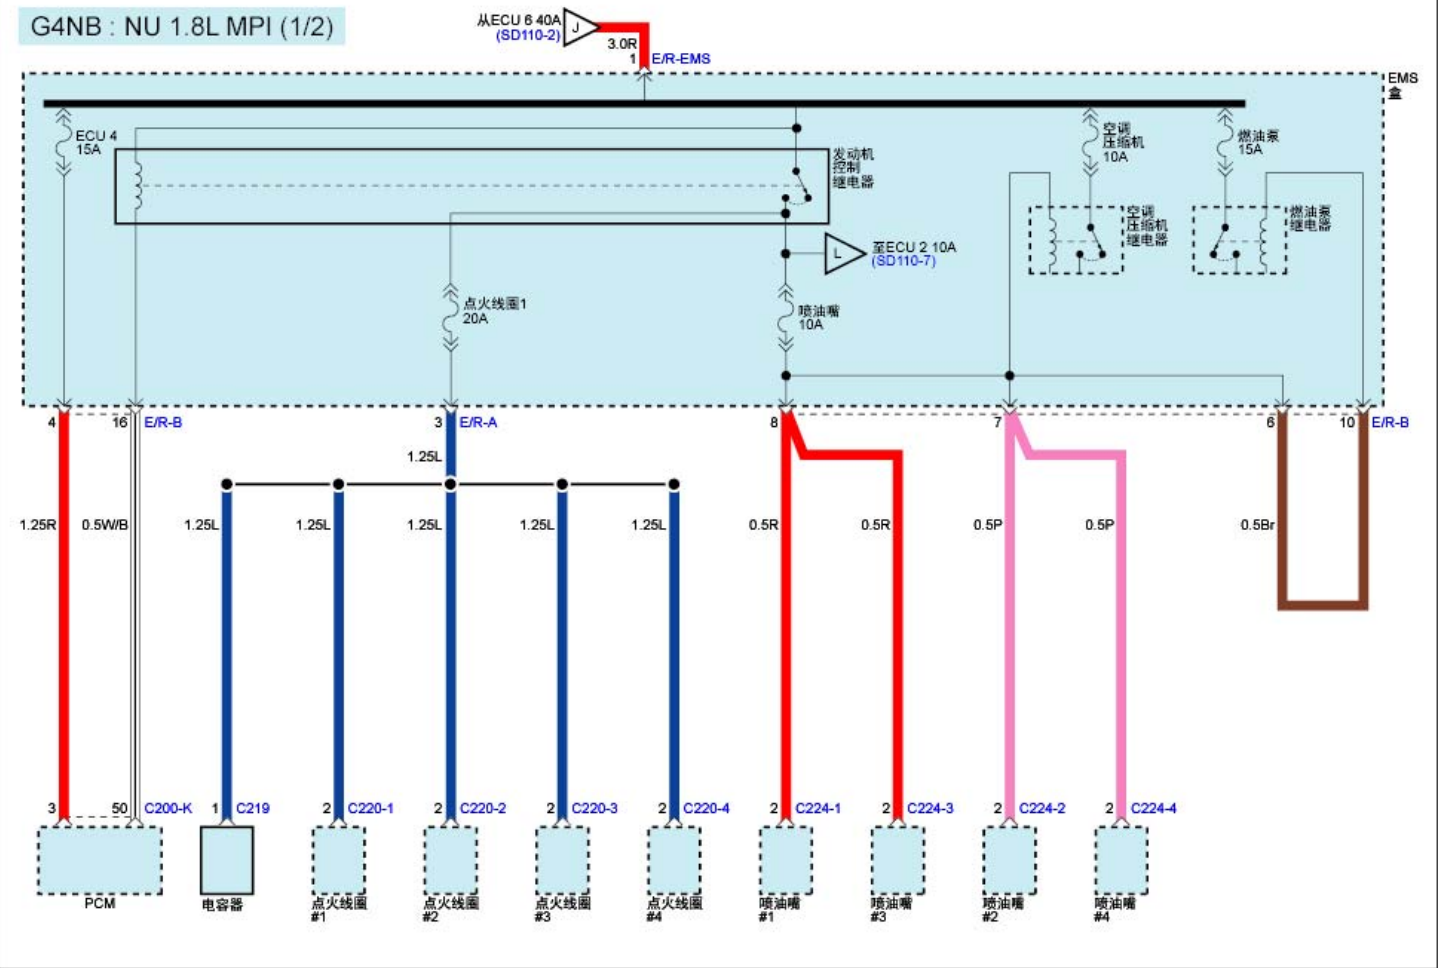 G4NB : NU 1.8L MPI (1/2)
从ECU 6 40A
(SD110-2)
J
3.0R
1
E/R-EMS
EMS
盒
ECU 4
15A
发动机
控制
继电器
空调
压缩机
10A
燃油泵
15A
空调
压缩机
继电器
燃油泵
继电器
L
至ECU 2 10A
(SD110-7)
点火线圈1
20A
喷油嘴
10A
4
16
E/R-B
3
E/R-A
8
7
6
10
E/R-B
1.25L
1.25R
0.5W/B
1.25L
1.25L
1.25L
1.25L
1.25L
0.5R
0.5R
0.5P
0.5P
0.5Br
3
50
C200-K
1
C219
2
C220-1
2
C220-2
2
C220-3
2
C220-4
2
C224-1
2
C224-3
2
C224-2
2
C224-4
PCM
电容器
点火线圈
#1
点火线圈
#2
点火线圈
#3
点火线圈
#4
喷油嘴
#1
喷油嘴
#3
喷油嘴
#2
喷油嘴
#4